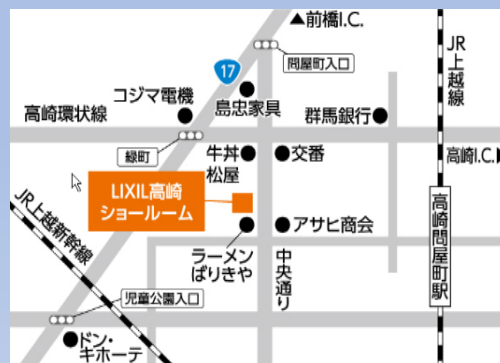 ▲前橋I.C.
17
問屋町入口
JR上越線
コジマ電機
島忠家具
高崎環状線
群馬銀行
緑町
牛丼
松屋
交番
高崎I.C.▶
LIXIL高崎
ショールーム
JR上越新幹線
アサヒ商会
高崎問屋町駅
ラーメン
ばりきや
中央通り
児童公園入口
ドン・
キホーテ